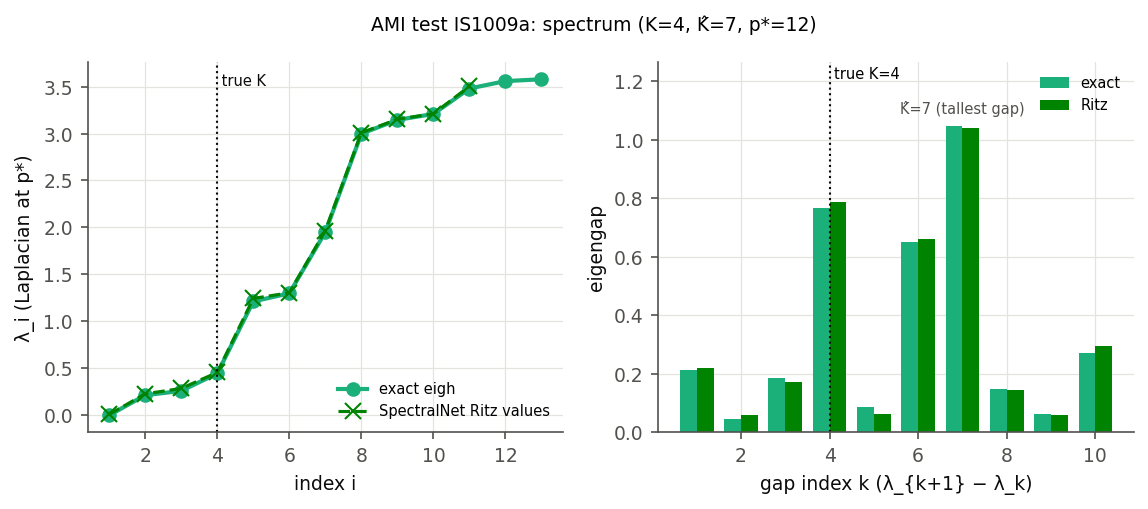 AMI test IS1009a: spectrum (K=4, K̂=7, p*=12)
λ_i (Laplacian at p*)
3.5
3.0
2.5
2.0
1.5
1.0
0.5
0.0
true K
exact eigh
SpectralNet Ritz values
2 4 6 8 10 12
index i
eigengap
1.2
1.0
0.8
0.6
0.4
0.2
0.0
true K=4
K̂=7 (tallest gap)
exact
Ritz
2 4 6 8 10
gap index k (λ_{k+1} − λ_k)